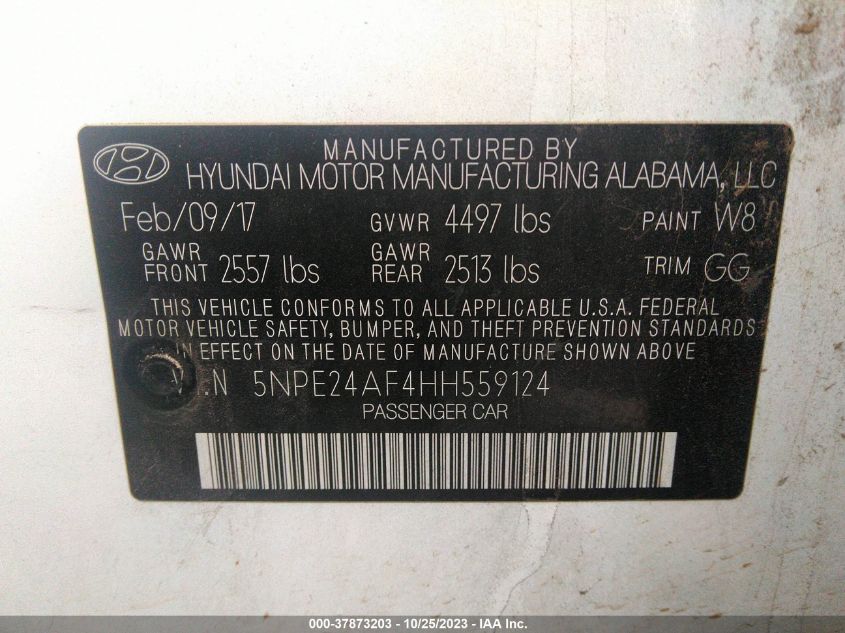 MANUFACTURED BY
HYUNDAI MOTOR MANUFACTURING ALABAMA, LLC
Feb/09/17 GVWR 4497 lbs PAINT W8
GAWR FRONT 2557 lbs GAWR REAR 2513 lbs TRIM GG
THIS VEHICLE CONFORMS TO ALL APPLICABLE U.S.A. FEDERAL
MOTOR VEHICLE SAFETY, BUMPER, AND THEFT PREVENTION STANDARDS
IN EFFECT ON THE DATE OF MANUFACTURE SHOWN ABOVE
V.I.N 5NPE24AF4HH559124
PASSENGER CAR
000-37873203 - 10/25/2023 - IAA Inc.